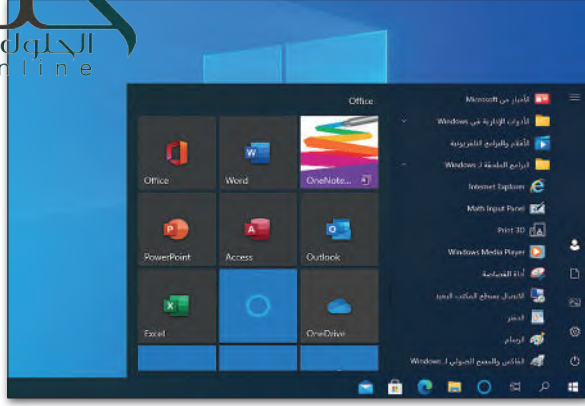 الحلول
nline
Office
Office
Word
OneNote...
PowerPoint
Access
Outlook
Excel
OneDrive
الأخبار من Microsoft
الأدوات الإدارية في Windows
الأفلام والبرامج التلفزيونية
البرامج الملحقة لـ Windows
Internet Explorer
Math Input Panel
Print 3D
Windows Media Player
أداة القصاصة
الاتصال بسطح المكتب البعيد
الدفتر
الرسام
الفاكس والمسح الضوئي لـ Windows